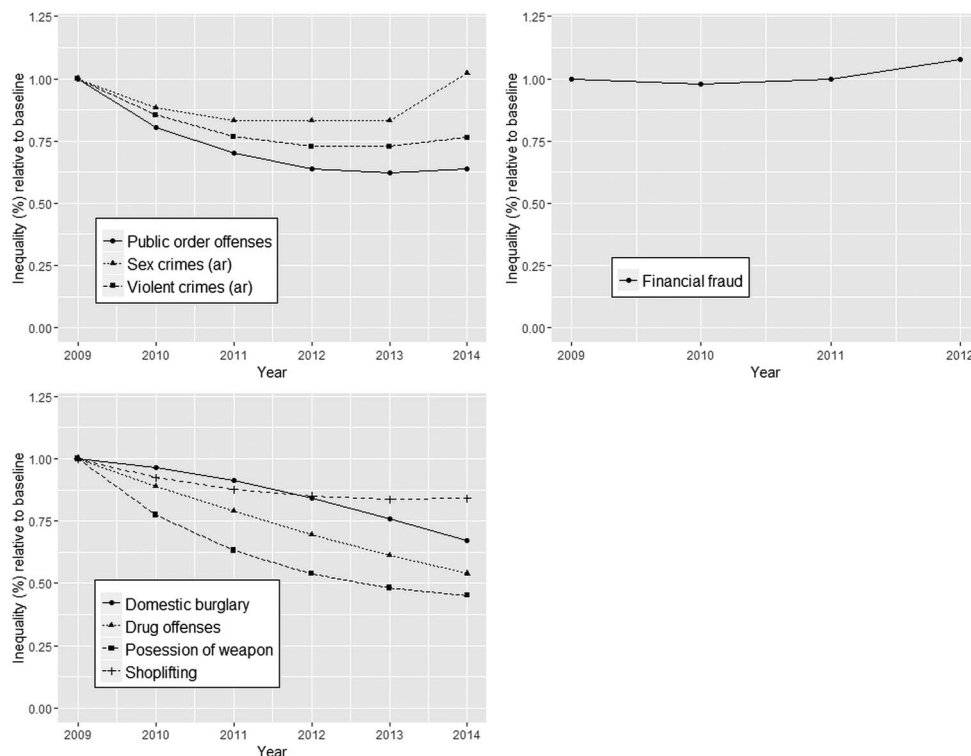 Inequality (%) relative to baseline
1.25
1.00
0.75
0.50
0.25
0.00
Public order offenses
Sex crimes (ar)
Violent crimes (ar)
2009 2010 2011 2012 2013 2014
Year
Inequality (%) relative to baseline
1.25
1.00
0.75
0.50
0.25
0.00
Financial fraud
2009 2010 2011 2012
Year
Inequality (%) relative to baseline
1.25
1.00
0.75
0.50
0.25
0.00
Domestic burglary
Drug offenses
Posession of weapon
Shoplifting
2009 2010 2011 2012 2013 2014
Year